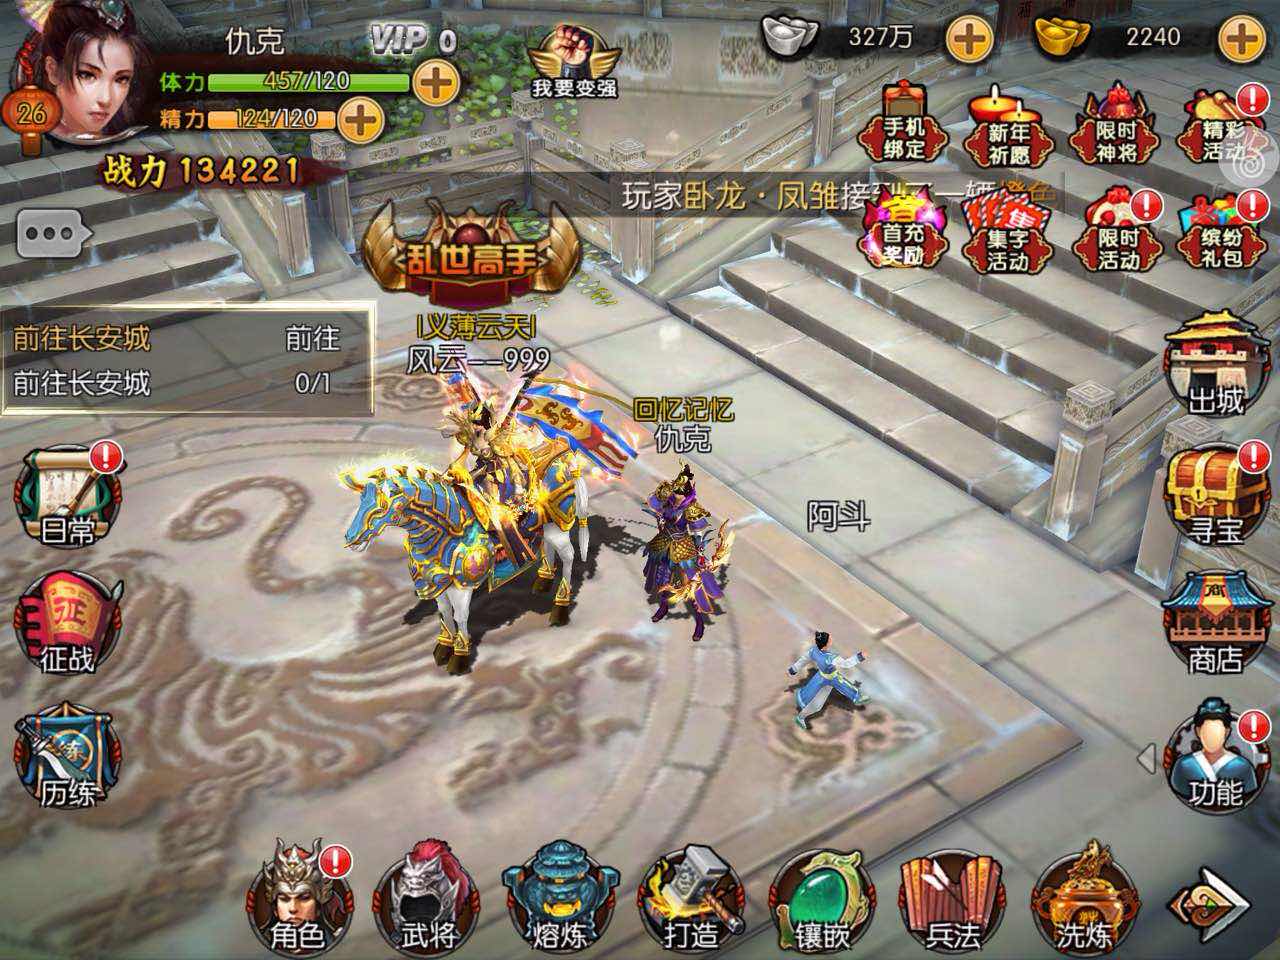 仇克
VIP 0
我要变强
327万
2240
体力 457/120
精力 124/120
26
战力 134221
手机
绑定
新年
祈愿
限时
神将
精彩
活动
玩家卧龙·凤雏接
首充
奖励
集
集字
活动
限时
活动
缤纷
礼包
乱世高手
义薄云天
风云--999
前往长安城 前往
前往长安城 0/1
回忆记忆
仇克
阿斗
出城
日常
寻宝
征
征战
商
商店
练
历练
功能
角色
武将
熔炼
打造
镶嵌
兵法
洗炼